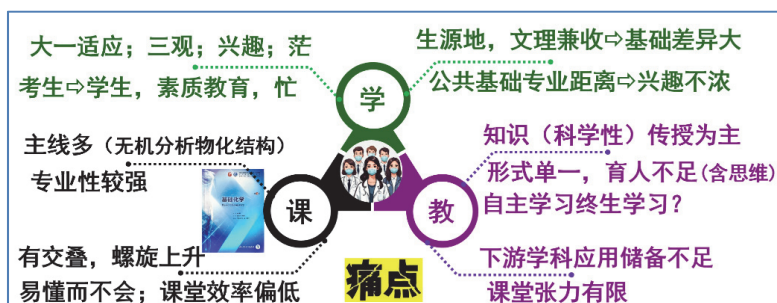 大一适应；三观；兴趣；茫
考生⇨学生，素质教育，忙
生源地，文理兼收⇨基础差异大
公共基础专业距离⇨兴趣不浓
学
主线多（无机分析物化结构）
专业性较强
基础化学
课
有交叠，螺旋上升
易懂而不会；课堂效率偏低
教
知识（科学性）传授为主
形式单一，育人不足(含思维)
自主学习终生学习？
下游学科应用储备不足
课堂张力有限
痛点